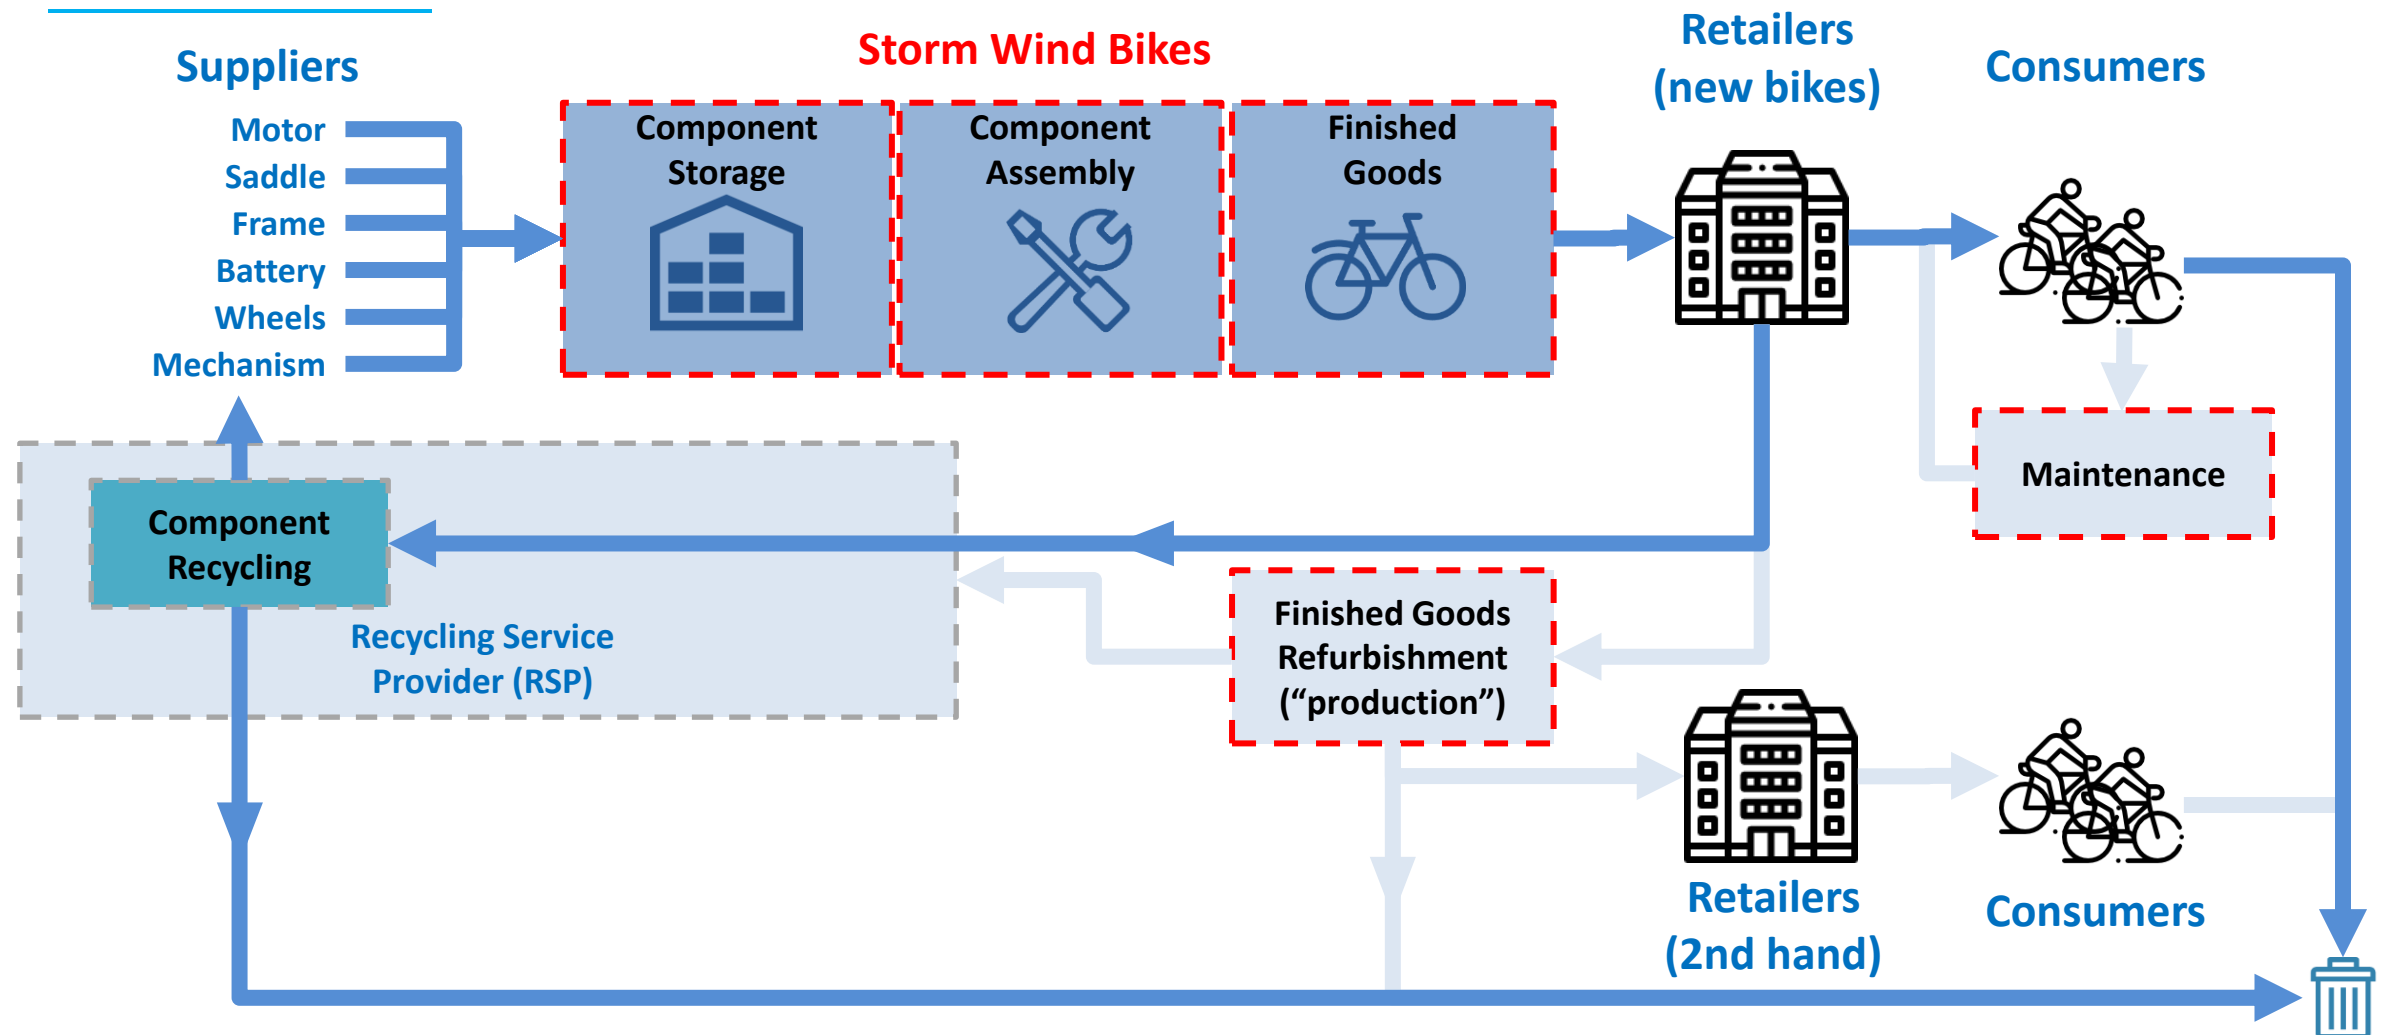 Suppliers
Motor
Saddle
Frame
Battery
Wheels
Mechanism
Storm Wind Bikes
Component
Storage
Component
Assembly
Finished
Goods
Retailers
(new bikes)
Consumers
Maintenance
Component
Recycling
Recycling Service
Provider (RSP)
Finished Goods
Refurbishment
(“production”)
Retailers
(2nd hand)
Consumers